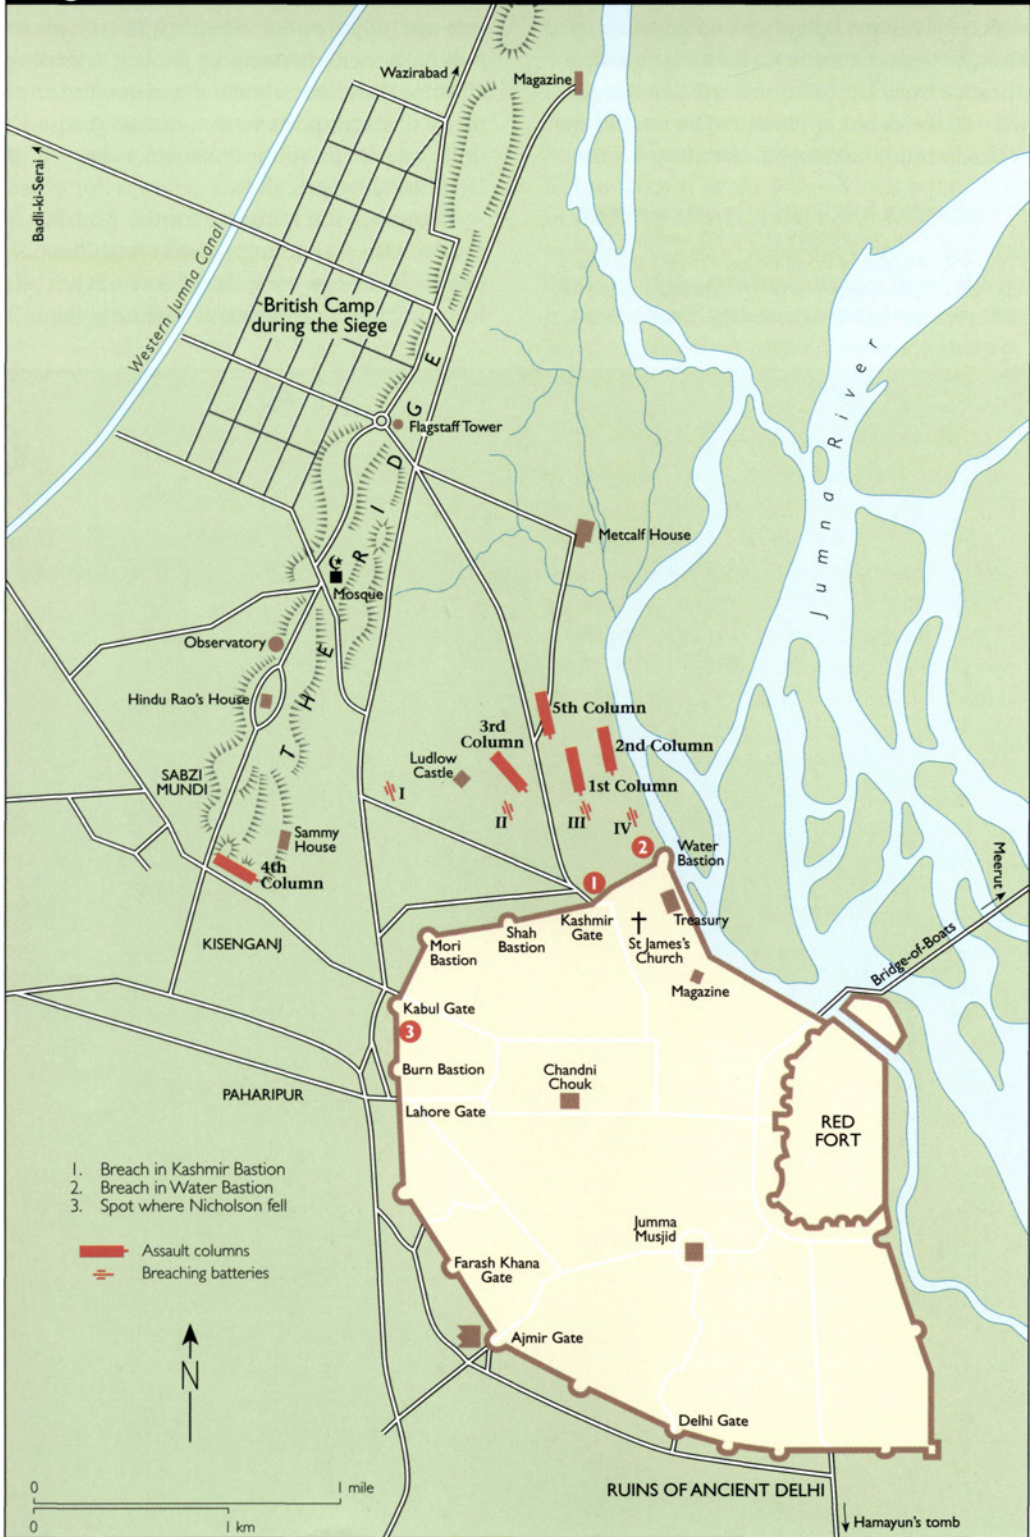 Wazirabad
Magazine
Badli-ki-Serai
Western Jumna Canal
British Camp
during the Siege
THE RIDGE
Flagstaff Tower
Jumna River
Metcalf House
Mosque
Observatory
Hindu Rao's House
5th Column
3rd
Column
2nd Column
Ludlow
Castle
1st Column
SABZI
MUNDI
I
II
III
IV
Sammy
House
2
Water
Bastion
4th
Column
1
Meerut
Kashmir
Gate
Treasury
Shah
Bastion
St James's
Church
KISENGANJ
Mori
Bastion
Bridge-of-Boats
Magazine
Kabul Gate
3
Burn Bastion
Chandni
Chouk
PAHARIPUR
Lahore Gate
RED
FORT
1. Breach in Kashmir Bastion
2. Breach in Water Bastion
3. Spot where Nicholson fell
Jumma
Musjid
Assault columns
Breaching batteries
Farash Khana
Gate
Ajmir Gate
N
Delhi Gate
RUINS OF ANCIENT DELHI
0 1 mile
0 1 km
Hamayun's tomb